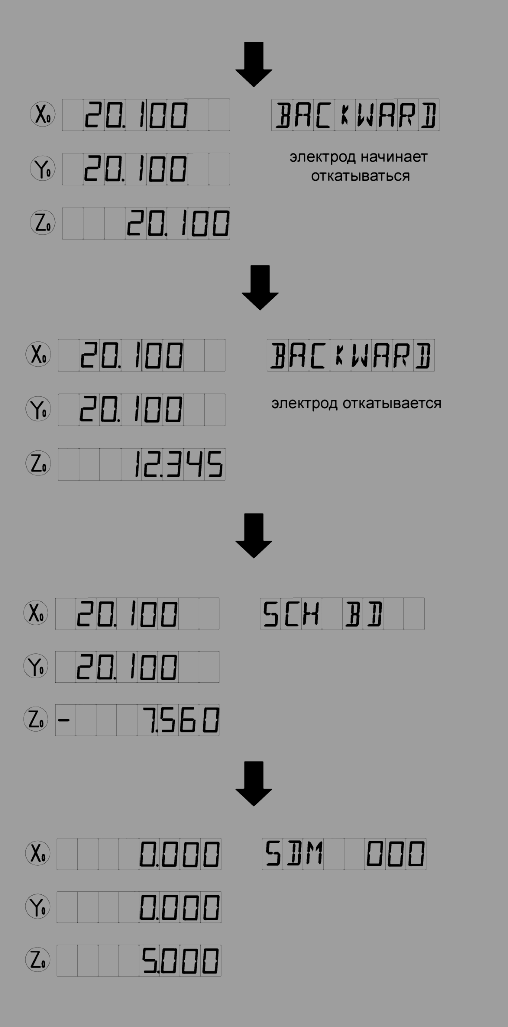 X₀ 20.100 BACKWARD
Y₀ 20.100
электрод начинает
откатываться
Z₀ 20.100
X₀ 20.100 BACKWARD
Y₀ 20.100
электрод откатывается
Z₀ 12.345
X₀ 20.100 SCH BD
Y₀ 20.100
Z₀ - 7.560
X₀ 0.000 SDM 000
Y₀ 0.000
Z₀ 5.000